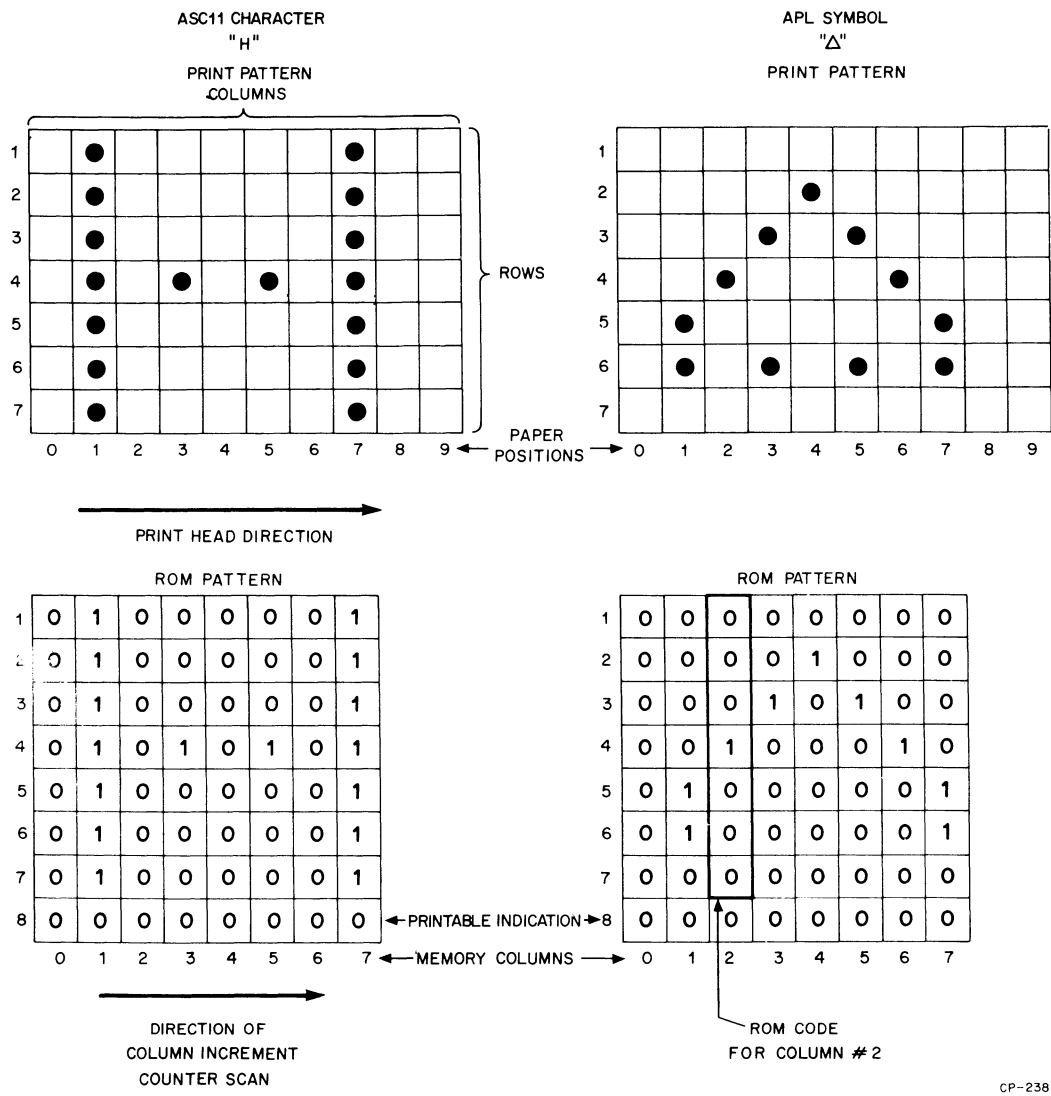 ASC11 CHARACTER
"H"
PRINT PATTERN
COLUMNS
1
2
3
4
5
6
7
ROWS
0 1 2 3 4 5 6 7 8 9
PAPER
POSITIONS
PRINT HEAD DIRECTION
APL SYMBOL
"△"
PRINT PATTERN
1
2
3
4
5
6
7
0 1 2 3 4 5 6 7 8 9
ROM PATTERN
1 0 1 0 0 0 0 0 1
2 0 1 0 0 0 0 0 1
3 0 1 0 0 0 0 0 1
4 0 1 0 1 0 1 0 1
5 0 1 0 0 0 0 0 1
6 0 1 0 0 0 0 0 1
7 0 1 0 0 0 0 0 1
8 0 0 0 0 0 0 0 0
0 1 2 3 4 5 6 7
PRINTABLE INDICATION
MEMORY COLUMNS
DIRECTION OF
COLUMN INCREMENT
COUNTER SCAN
ROM PATTERN
1 0 0 0 0 0 0 0 0
2 0 0 0 0 1 0 0 0
3 0 0 0 1 0 1 0 0
4 0 0 1 0 0 0 1 0
5 0 1 0 0 0 0 0 1
6 0 1 0 0 0 0 0 1
7 0 0 0 0 0 0 0 0
8 0 0 0 0 0 0 0 0
0 1 2 3 4 5 6 7
ROM CODE
FOR COLUMN #2
CP-238